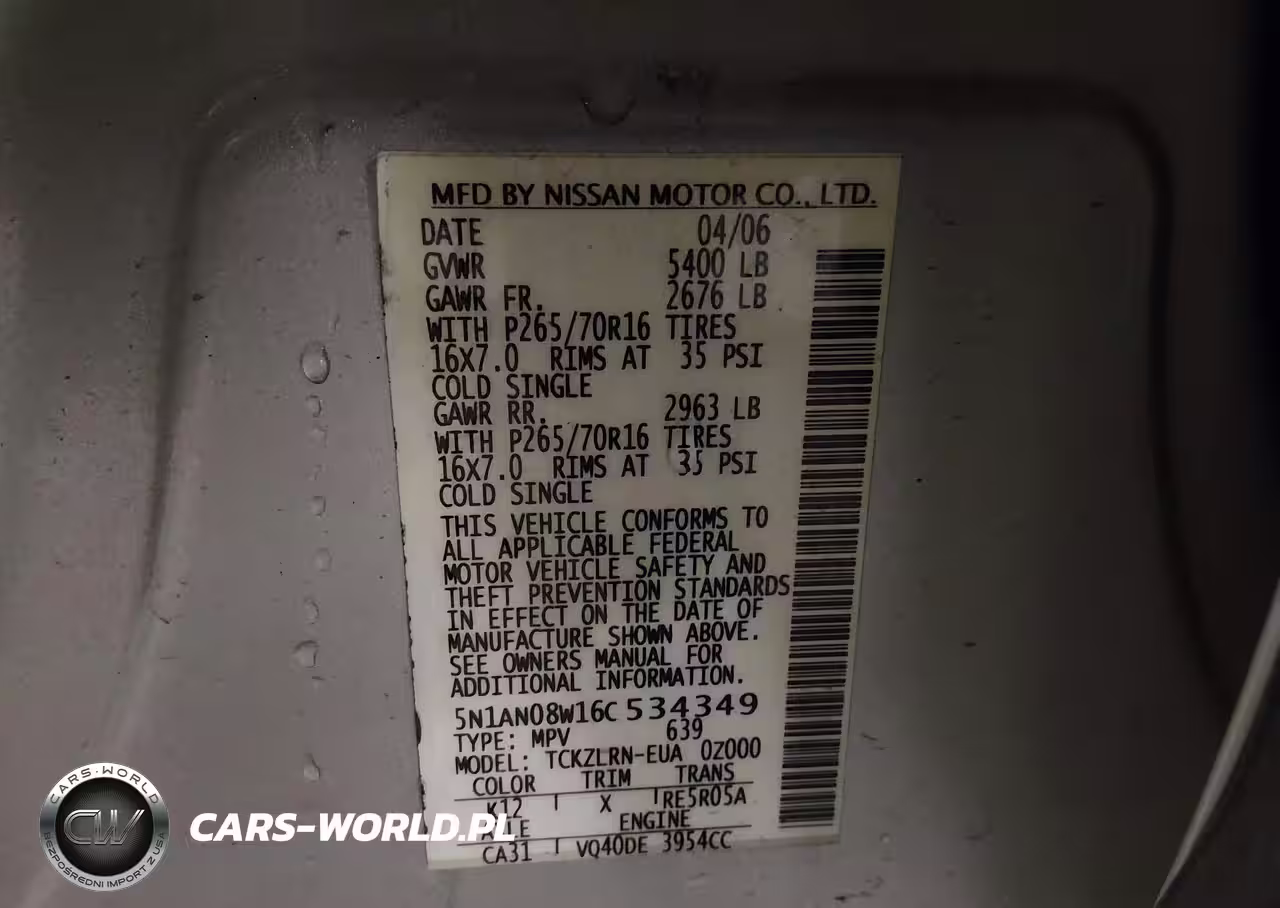 MFD BY NISSAN MOTOR CO., LTD.
DATE 04/06
GVWR 5400 LB
GAWR FR. 2676 LB
WITH P265/70R16 TIRES
16X7.0 RIMS AT 35 PSI
COLD SINGLE
GAWR RR. 2963 LB
WITH P265/70R16 TIRES
16X7.0 RIMS AT 35 PSI
COLD SINGLE
THIS VEHICLE CONFORMS TO
ALL APPLICABLE FEDERAL
MOTOR VEHICLE SAFETY AND
THEFT PREVENTION STANDARDS
IN EFFECT ON THE DATE OF
MANUFACTURE SHOWN ABOVE.
SEE OWNERS MANUAL FOR
ADDITIONAL INFORMATION.
5N1AN08W16C534349
TYPE: MPV 639
MODEL: TCKZLRN-EUA 0Z000
COLOR TRIM TRANS
K12 X RE5R05A
ENGINE
CA31 VQ40DE 3954CC
CARS-WORLD
CW
BEZPOŚREDNI IMPORT Z USA
CARS-WORLD.PL